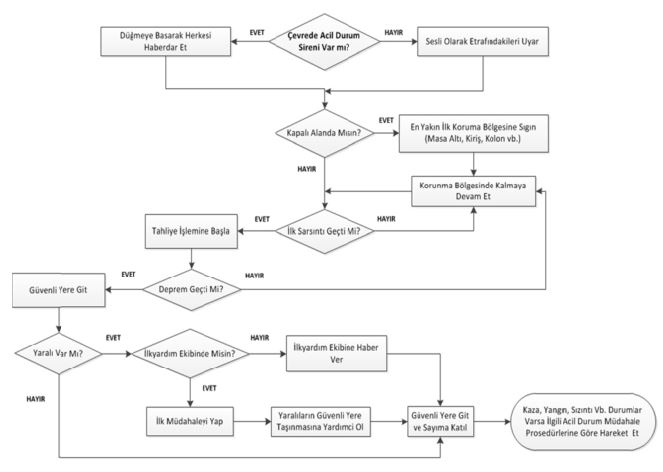 Düğmeye Basarak Herkesi
Haberdar Et
EVET
Çevrede Acil Durum
Sireni Var mı?
HAYIR
Sesli Olarak Etrafındakileri Uyar
Kapalı Alanda Mısın?
EVET
En Yakın İlk Koruma Bölgesine Sıgın
(Masa Altı, Kiriş, Kolon vb.)
HAYIR
Korunma Bölgesinde Kalmaya
Devam Et
Tahliye İşlemine Başla
EVET
İlk Sarsıntı Geçti Mi?
HAYIR
Güvenli Yere Git
EVET
Deprem Geçti Mi?
HAYIR
Yaralı Var Mı?
EVET
İlkyardım Ekibinde Misin?
HAYIR
İlkyardım Ekibine Haber
Ver
HAYIR
EVET
İlk Müdahaleyi Yap
Yaralıların Güvenli Yere
Taşınmasına Yardımcı Ol
Güvenli Yere Git
ve Sayıma Katıl
Kaza, Yangın, Sızıntı Vb. Durumlar
Varsa İlgili Acil Durum Müdahale
Prosedürlerine Göre Hareket Et